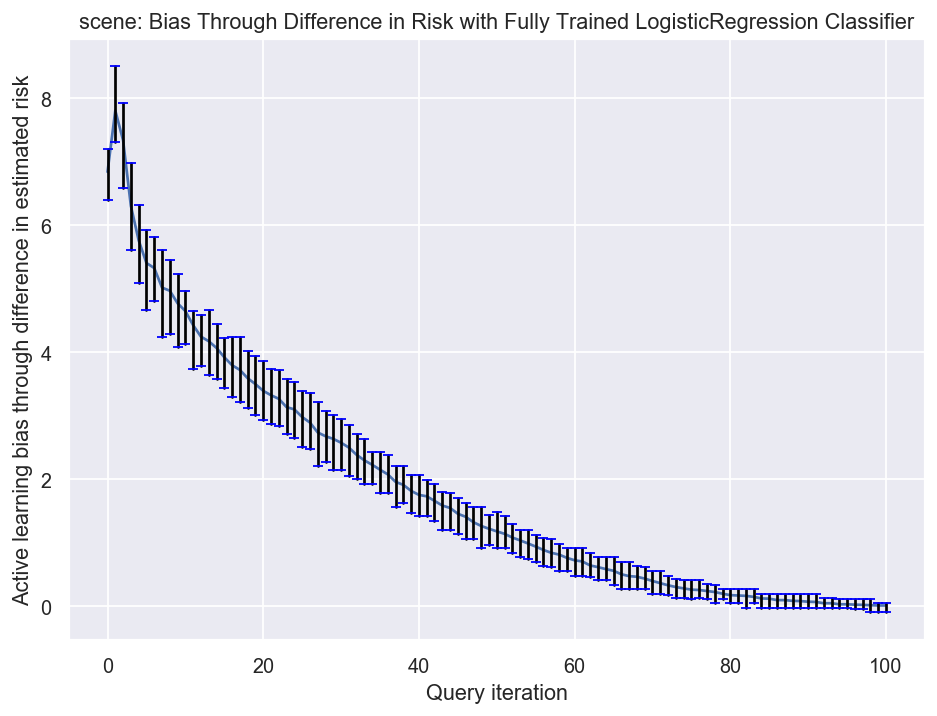 scene: Bias Through Difference in Risk with Fully Trained LogisticRegression Classifier
Active learning bias through difference in estimated risk
8
6
4
2
0
0 20 40 60 80 100
Query iteration